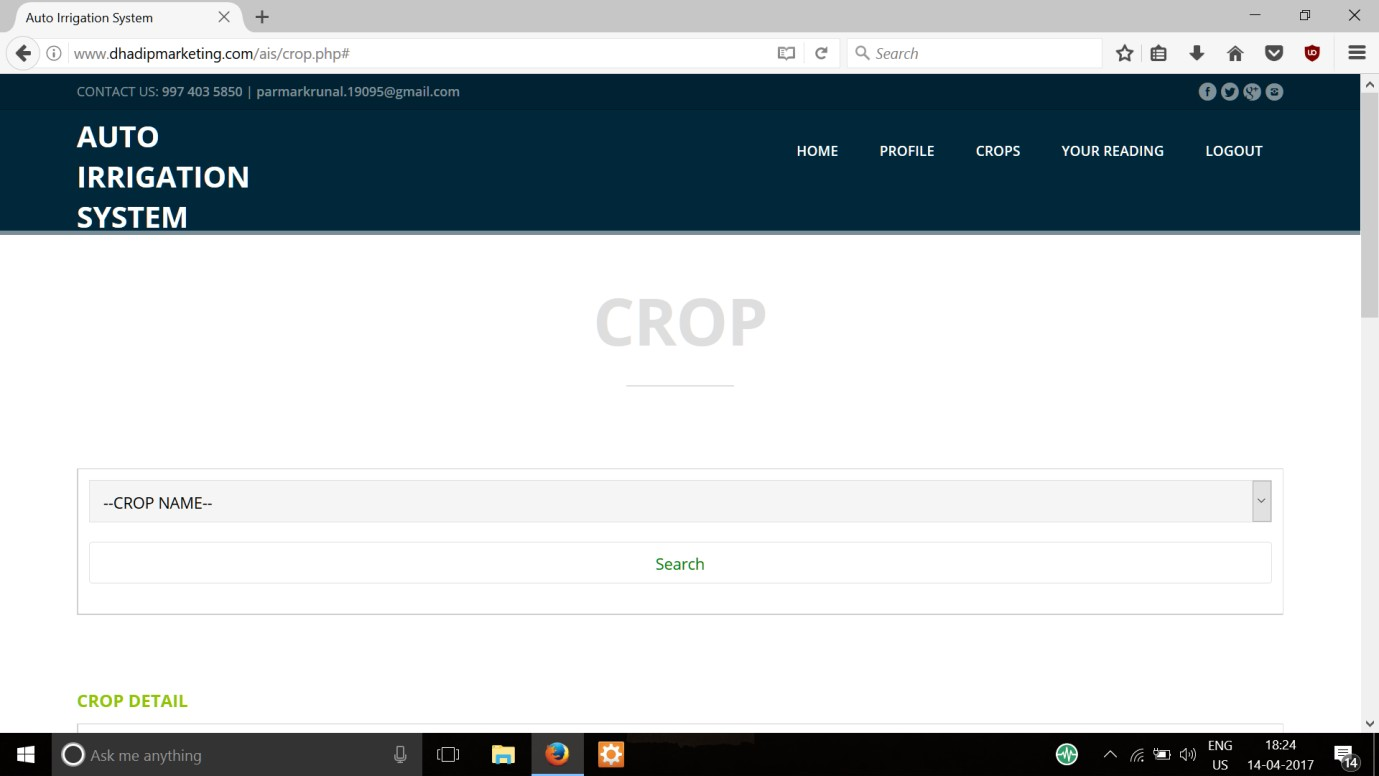 Auto Irrigation System
www.dhadipmarketing.com/ais/crop.php#
Search
CONTACT US: 997 403 5850 | parmarkrunal.19095@gmail.com
AUTO
IRRIGATION
SYSTEM
HOME PROFILE CROPS YOUR READING LOGOUT
CROP
--CROP NAME--
Search
CROP DETAIL
Ask me anything
ENG
US
18:24
14-04-2017
14